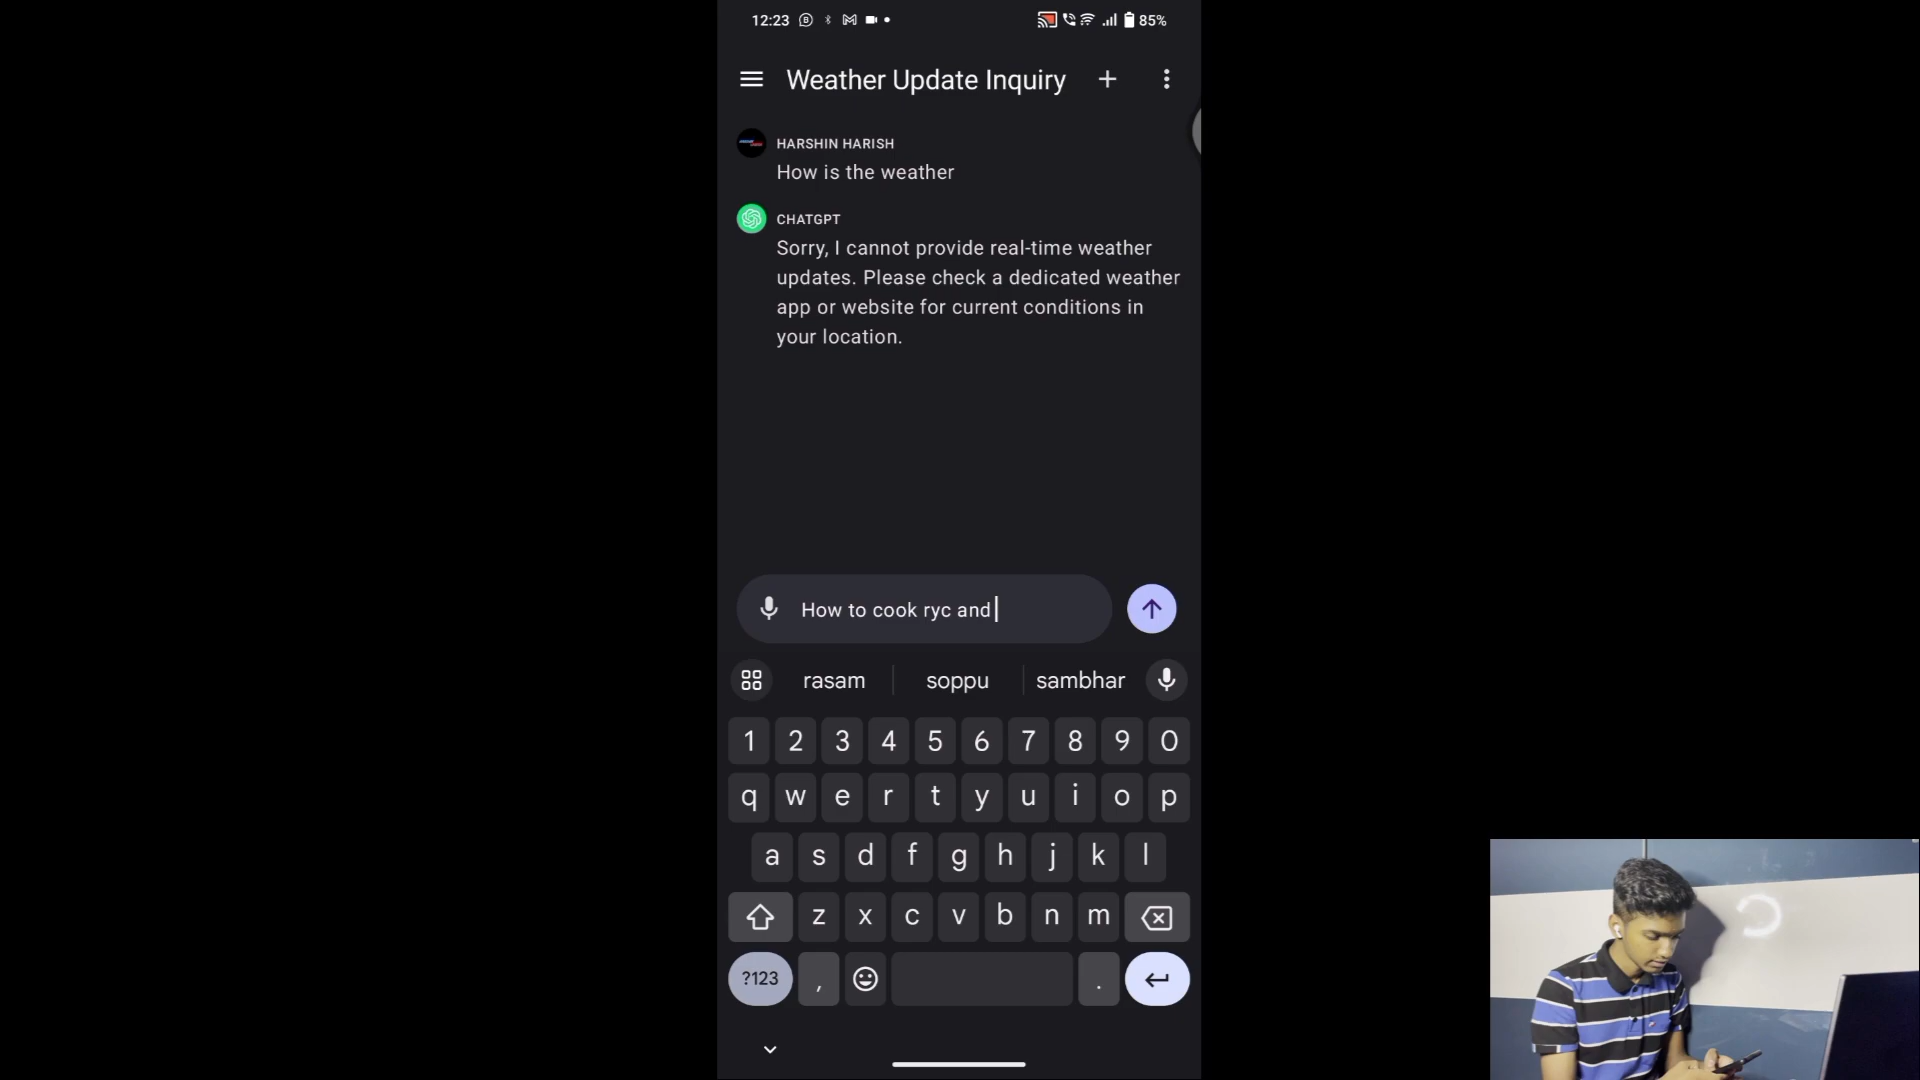 12:23
85%
Weather Update Inquiry
HARSHIN HARISH
How is the weather
CHATGPT
Sorry, I cannot provide real-time weather
updates. Please check a dedicated weather
app or website for current conditions in
your location.
How to cook ryc and
rasam soppu sambhar
1 2 3 4 5 6 7 8 9 0
q w e r t y u i o p
a s d f g h j k l
z x c v b n m
?123 , .